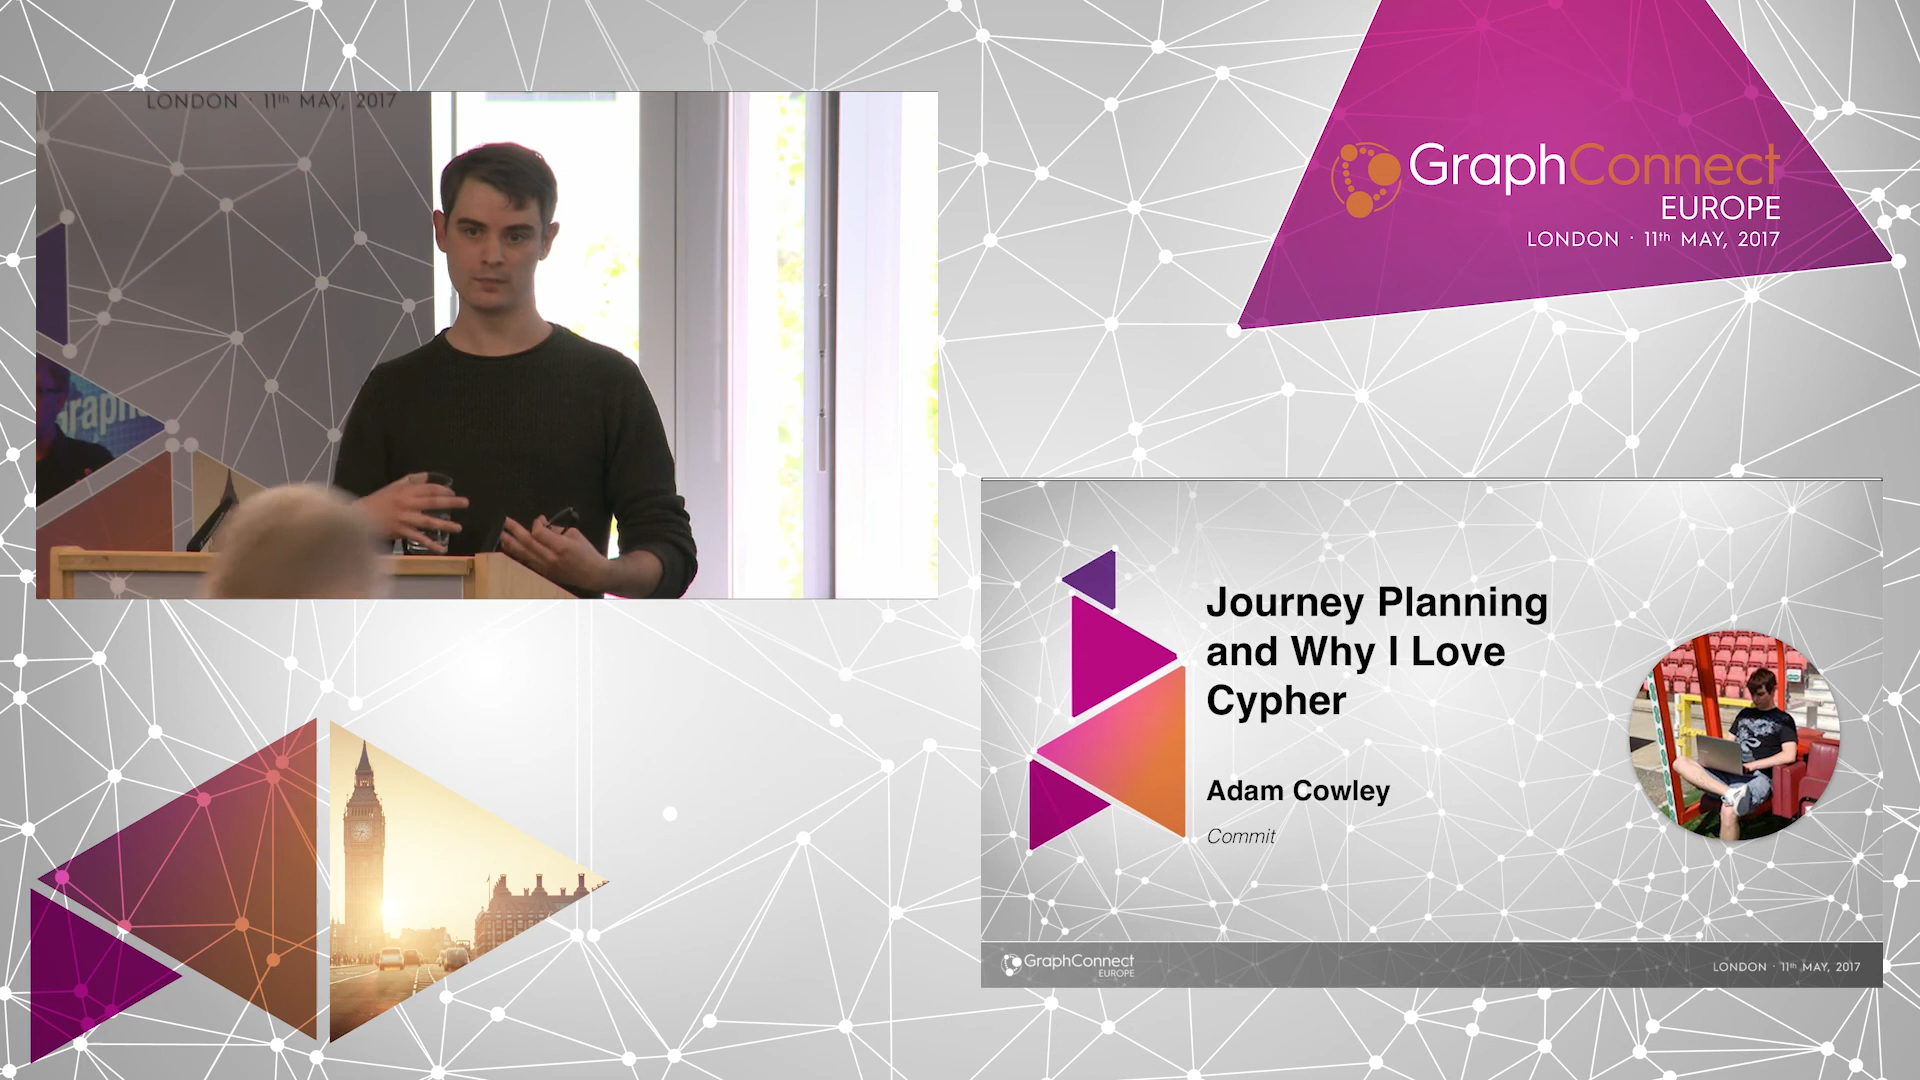 LONDON · 11th MAY, 2017
GraphConnect
EUROPE
LONDON · 11th MAY, 2017
Journey Planning
and Why I Love
Cypher
Adam Cowley
Commit
GraphConnect
EUROPE
LONDON · 11th MAY, 2017